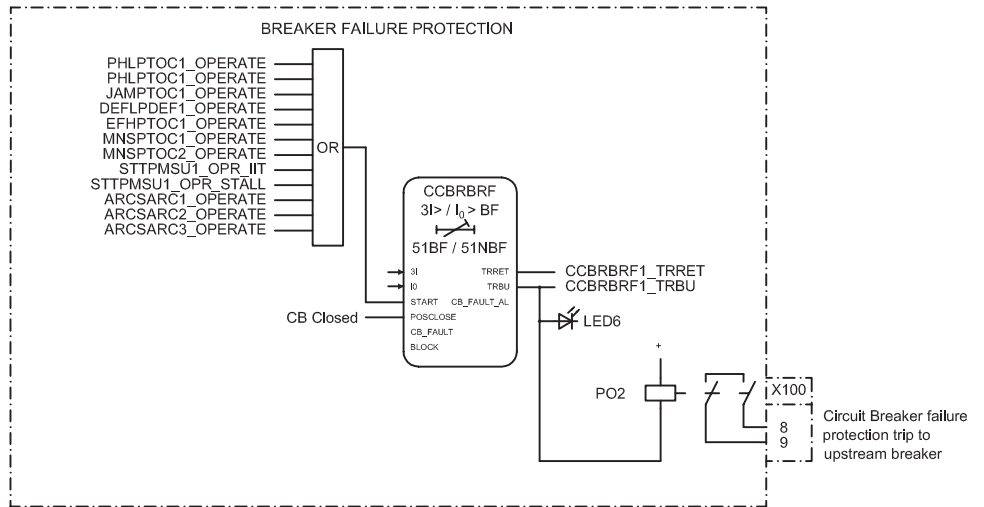 BREAKER FAILURE PROTECTION
PHLPTOC1_OPERATE
PHLPTOC1_OPERATE
JAMPTOC1_OPERATE
DEFLPDEF1_OPERATE
EFHPTOC1_OPERATE
MNSPTOC1_OPERATE
MNSPTOC2_OPERATE
STTPMSU1_OPR_IIT
STTPMSU1_OPR_STALL
ARCSARC1_OPERATE
ARCSARC2_OPERATE
ARCSARC3_OPERATE
OR
CCBRBRF
3I> / I0 > BF
51BF / 51NBF
3I
I0
START
POSCLOSE
CB_FAULT
BLOCK
TRRET
TRBU
CB_FAULT_AL
CB Closed
CCBRBRF1_TRRET
CCBRBRF1_TRBU
LED6
+
PO2
X100
8
9
Circuit Breaker failure
protection trip to
upstream breaker